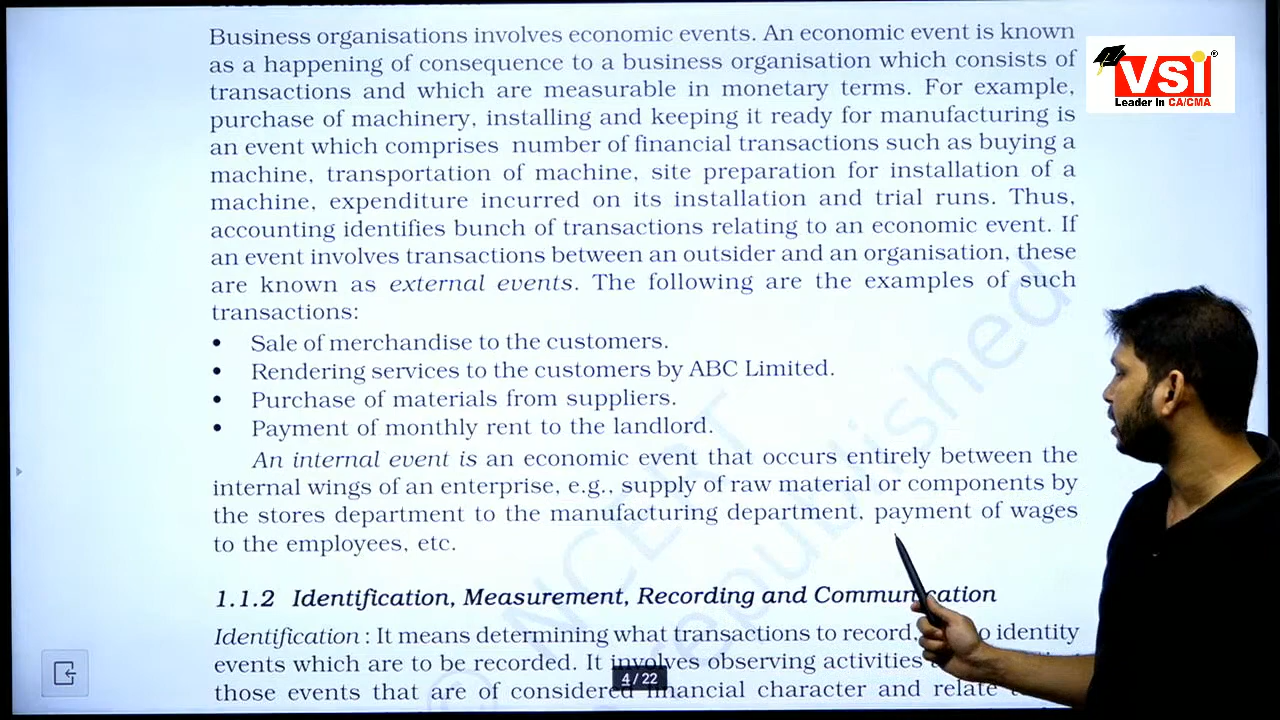 Business organisations involves economic events. An economic event is known
as a happening of consequence to a business organisation which consists of
transactions and which are measurable in monetary terms. For example,
purchase of machinery, installing and keeping it ready for manufacturing is
an event which comprises number of financial transactions such as buying a
machine, transportation of machine, site preparation for installation of a
machine, expenditure incurred on its installation and trial runs. Thus,
accounting identifies bunch of transactions relating to an economic event. If
an event involves transactions between an outsider and an organisation, these
are known as external events. The following are the examples of such
transactions:
• Sale of merchandise to the customers.
• Rendering services to the customers by ABC Limited.
• Purchase of materials from suppliers.
• Payment of monthly rent to the landlord.
An internal event is an economic event that occurs entirely between the
internal wings of an enterprise, e.g., supply of raw material or components by
the stores department to the manufacturing department, payment of wages
to the employees, etc.
1.1.2 Identification, Measurement, Recording and Communication
Identification : It means determining what transactions to record, identity
events which are to be recorded. It involves observing activities
those events that are of considered financial character and relate
4 / 22
© NCERT
republished
VSI
Leader In CA/CMA